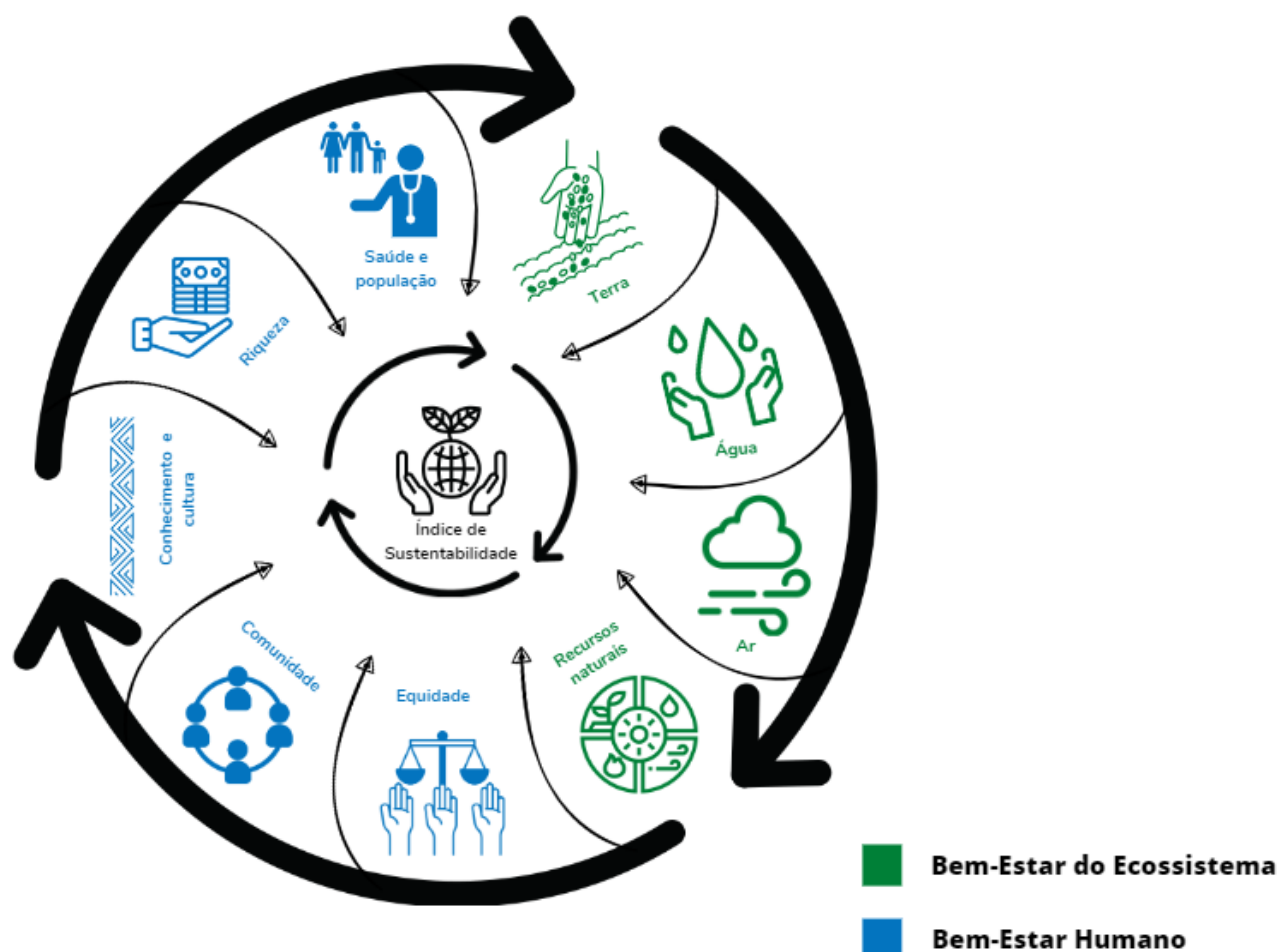 Saúde e
população
Terra
Riqueza
Água
Conhecimento e
cultura
Índice de
Sustentabilidade
Ar
Recursos
naturais
Comunidade
Equidade
Bem-Estar do Ecossistema
Bem-Estar Humano